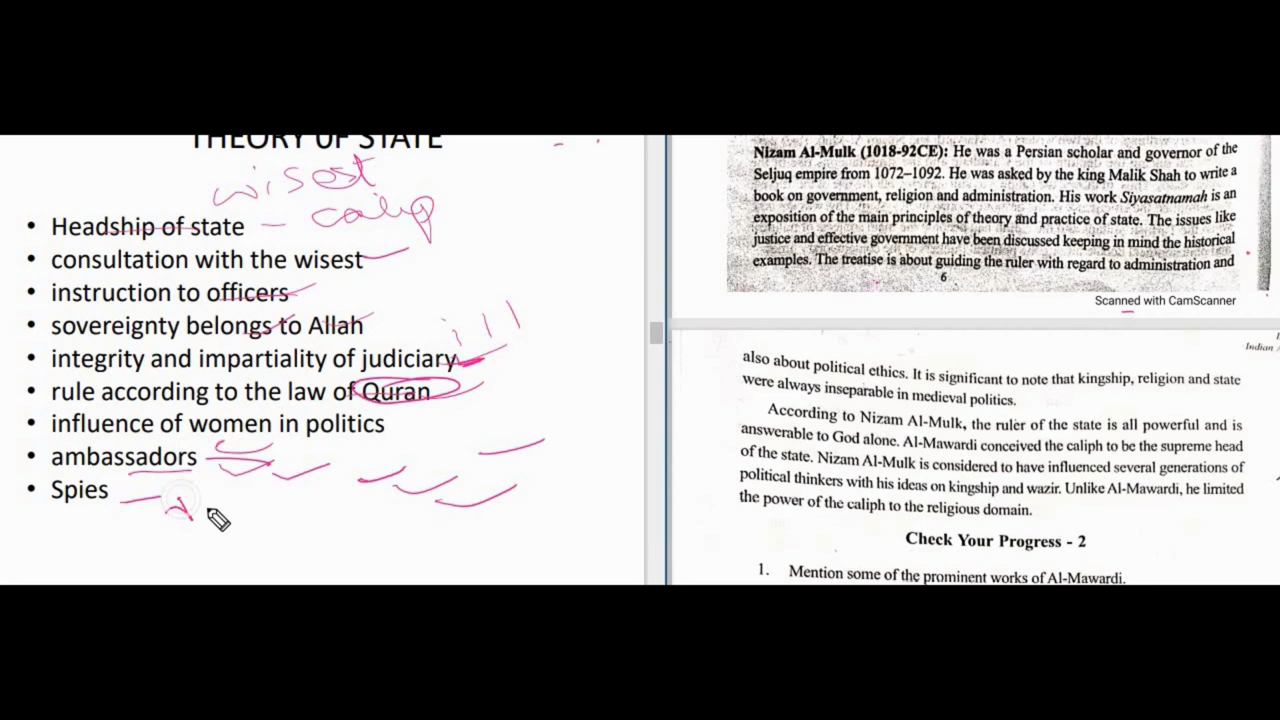 THEORY OF STATE
wisest
calip
• Headship of state
• consultation with the wisest
• instruction to officers
• sovereignty belongs to Allah
• integrity and impartiality of judiciary
• rule according to the law of Quran
• influence of women in politics
• ambassadors
• Spies
Nizam Al-Mulk (1018-92CE): He was a Persian scholar and governor of the
Seljuq empire from 1072–1092. He was asked by the king Malik Shah to write a
book on government, religion and administration. His work Siyasatnamah is an
exposition of the main principles of theory and practice of state. The issues like
justice and effective government have been discussed keeping in mind the historical
examples. The treatise is about guiding the ruler with regard to administration and
6
Scanned with CamScanner
Indian
also about political ethics. It is significant to note that kingship, religion and state
were always inseparable in medieval politics.
According to Nizam Al-Mulk, the ruler of the state is all powerful and is
answerable to God alone. Al-Mawardi conceived the caliph to be the supreme head
of the state. Nizam Al-Mulk is considered to have influenced several generations of
political thinkers with his ideas on kingship and wazir. Unlike Al-Mawardi, he limited
the power of the caliph to the religious domain.
Check Your Progress - 2
1. Mention some of the prominent works of Al-Mawardi.